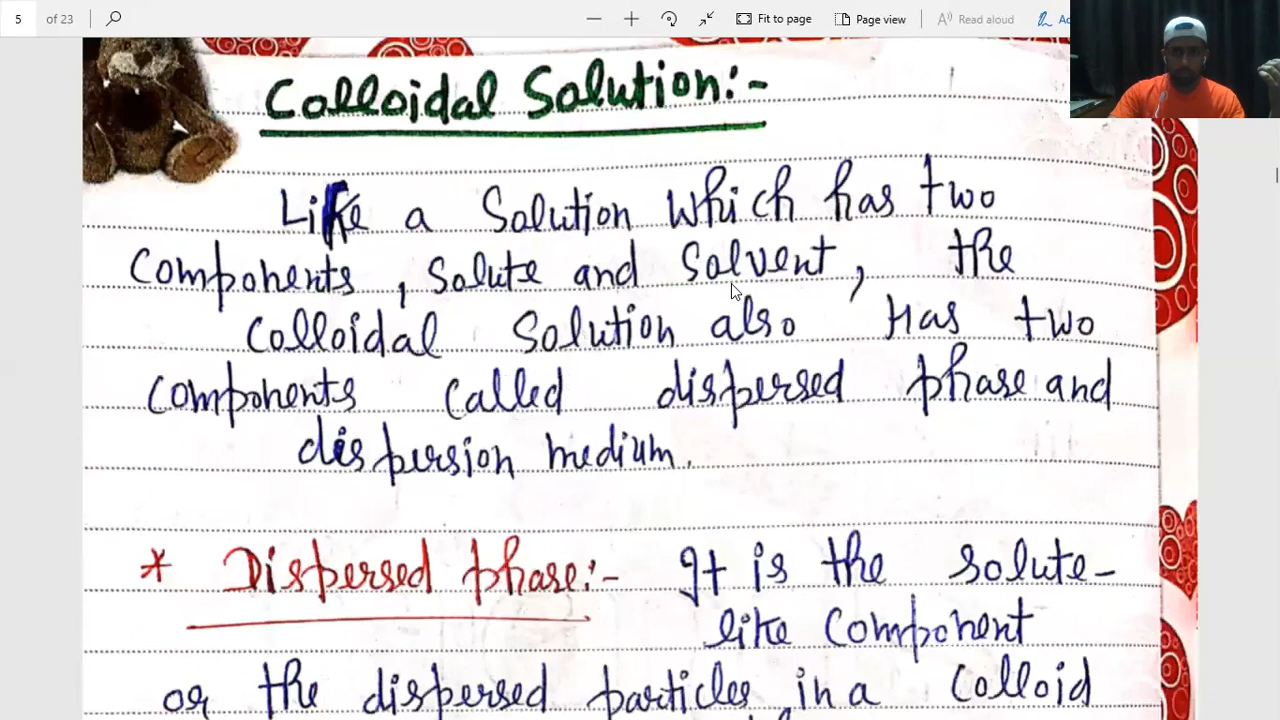 5 of 23
Fit to page
Page view
Read aloud
Colloidal Solution:-
Like a Solution which has two
Components, Solute and Solvent, the
Colloidal Solution also has two
Components called dispersed phase and
dispersion medium.
* Dispersed phase:- It is the solute-
like Component
or the dispersed particles in a Colloid